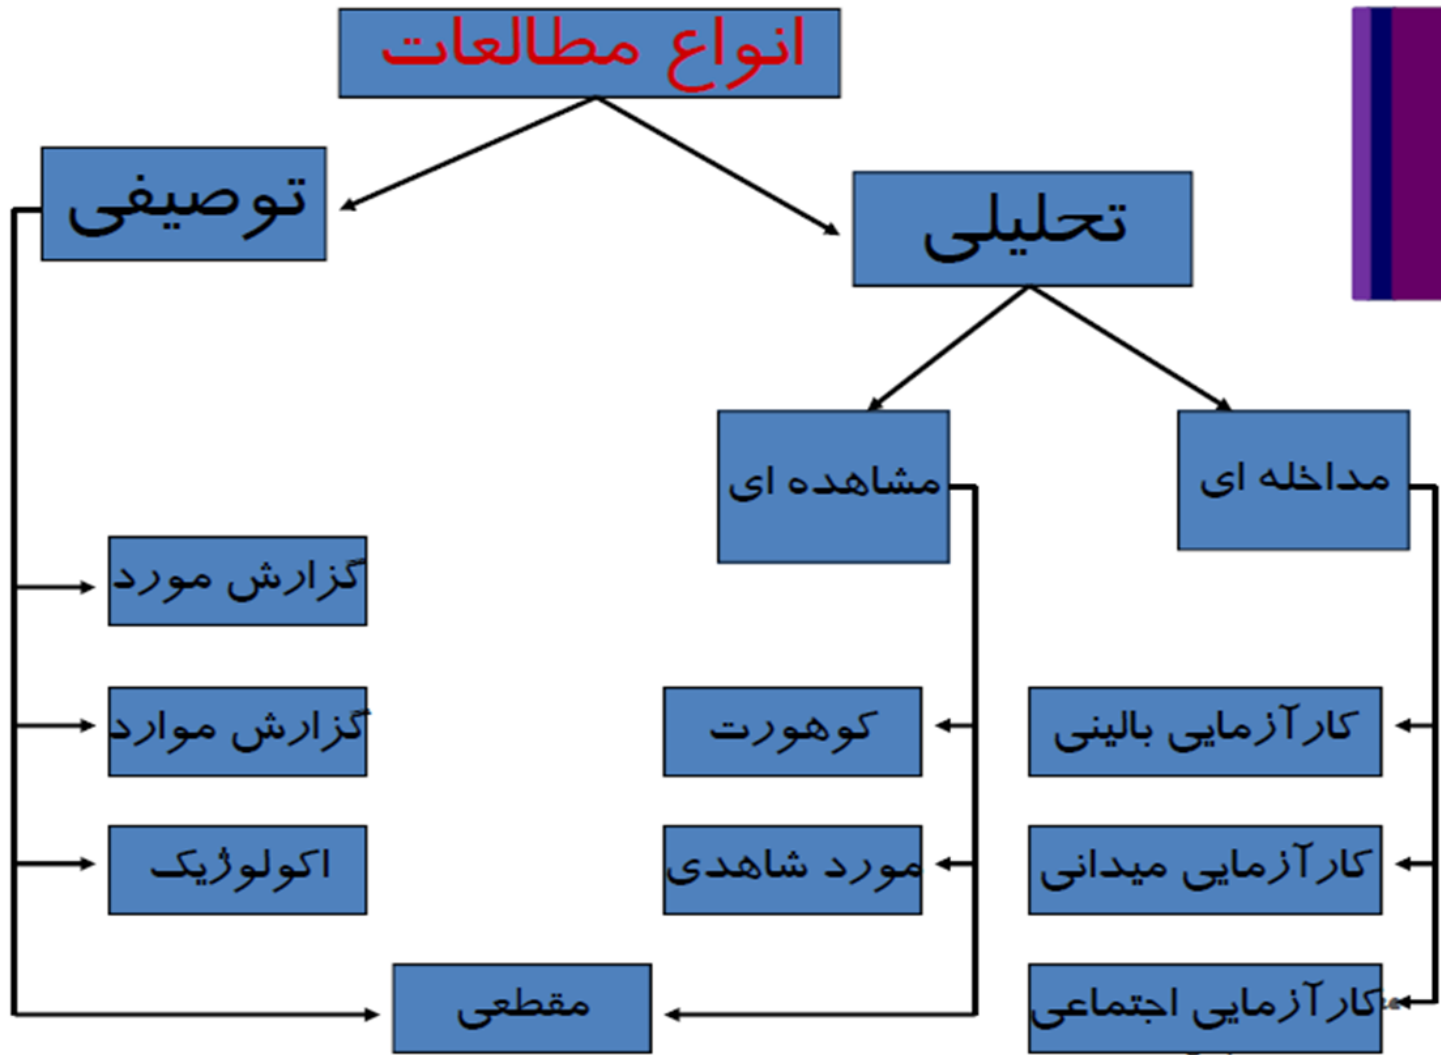 انواع مطالعات
توصیفی
تحلیلی
مشاهده ای
مداخله ای
گزارش مورد
گزارش موارد
کوهورت
کارآزمایی بالینی
اکولوژیک
مورد شاهدی
کارآزمایی میدانی
مقطعی
کارآزمایی اجتماعی